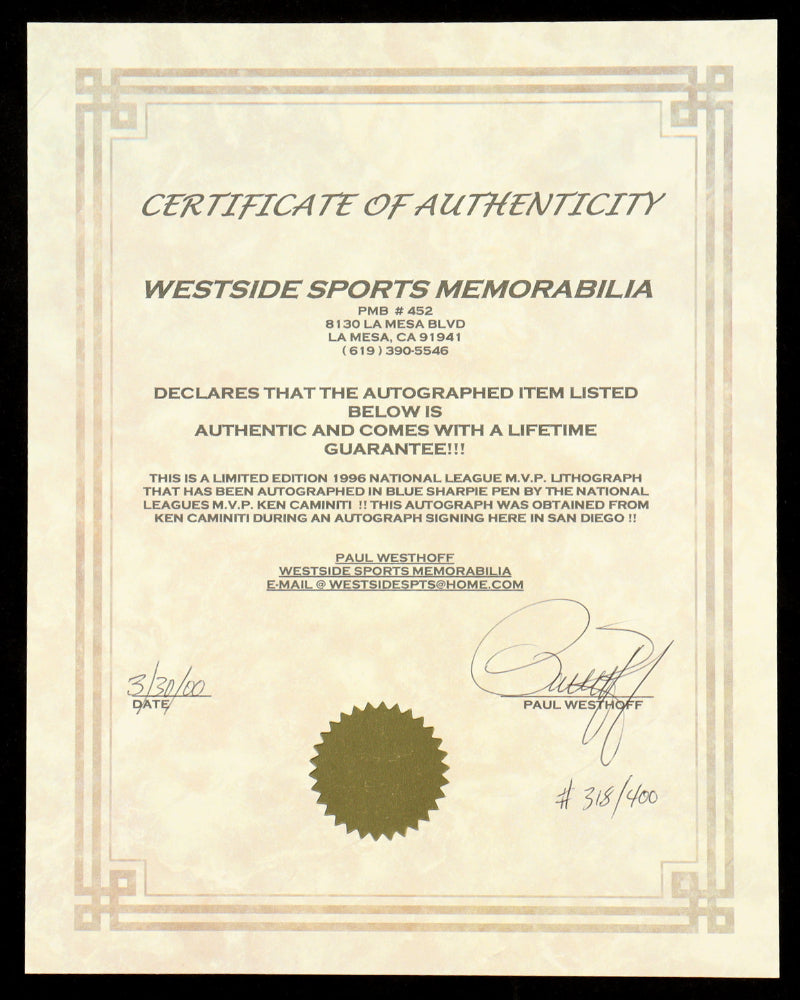 CERTIFICATE OF AUTHENTICITY
WESTSIDE SPORTS MEMORABILIA
PMB # 452
8130 LA MESA BLVD
LA MESA, CA 91941
( 619 ) 390-5546
DECLARES THAT THE AUTOGRAPHED ITEM LISTED
BELOW IS
AUTHENTIC AND COMES WITH A LIFETIME
GUARANTEE!!!
THIS IS A LIMITED EDITION 1996 NATIONAL LEAGUE M.V.P. LITHOGRAPH
THAT HAS BEEN AUTOGRAPHED IN BLUE SHARPIE PEN BY THE NATIONAL
LEAGUES M.V.P. KEN CAMINITI !! THIS AUTOGRAPH WAS OBTAINED FROM
KEN CAMINITI DURING AN AUTOGRAPH SIGNING HERE IN SAN DIEGO !!
PAUL WESTHOFF
WESTSIDE SPORTS MEMORABILIA
E-MAIL @ WESTSIDESPTS@HOME.COM
3/30/00
DATE
PAUL WESTHOFF
# 318/400